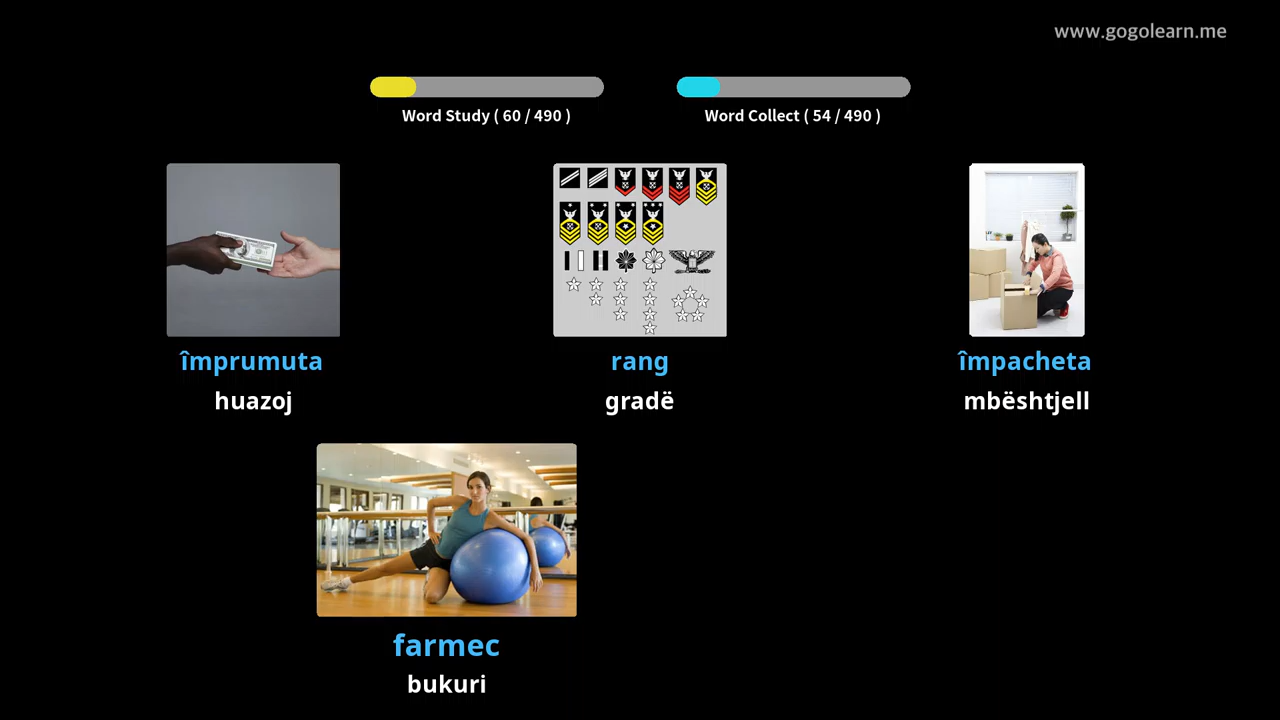 www.gogolearn.me
Word Study ( 60 / 490 )
Word Collect ( 54 / 490 )
împrumuta
rang
împacheta
huazoj
gradë
mbështjell
farmec
bukuri